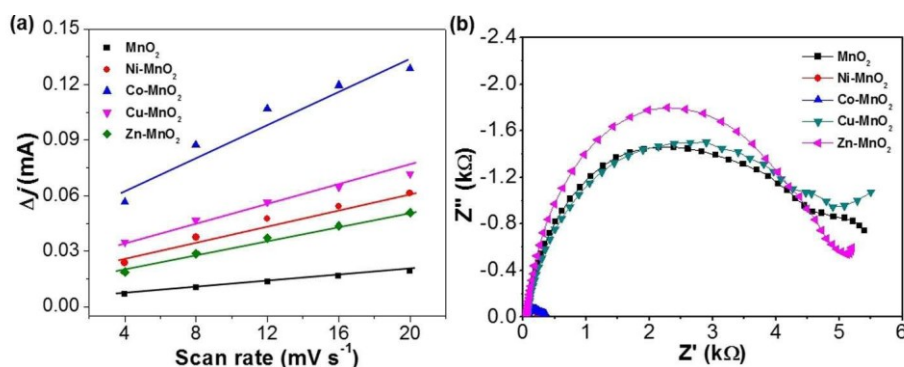 (a)
0.15
0.12
0.09
0.06
0.03
0.00
Δj (mA)
MnO₂
Ni-MnO₂
Co-MnO₂
Cu-MnO₂
Zn-MnO₂
4 8 12 16 20
Scan rate (mV s⁻¹)
(b)
-2.4
-1.8
-1.2
-0.6
-0.8
-0.4
0.0
Z'' (kΩ)
MnO₂
Ni-MnO₂
Co-MnO₂
Cu-MnO₂
Zn-MnO₂
0 1 2 3 4 5 6
Z' (kΩ)